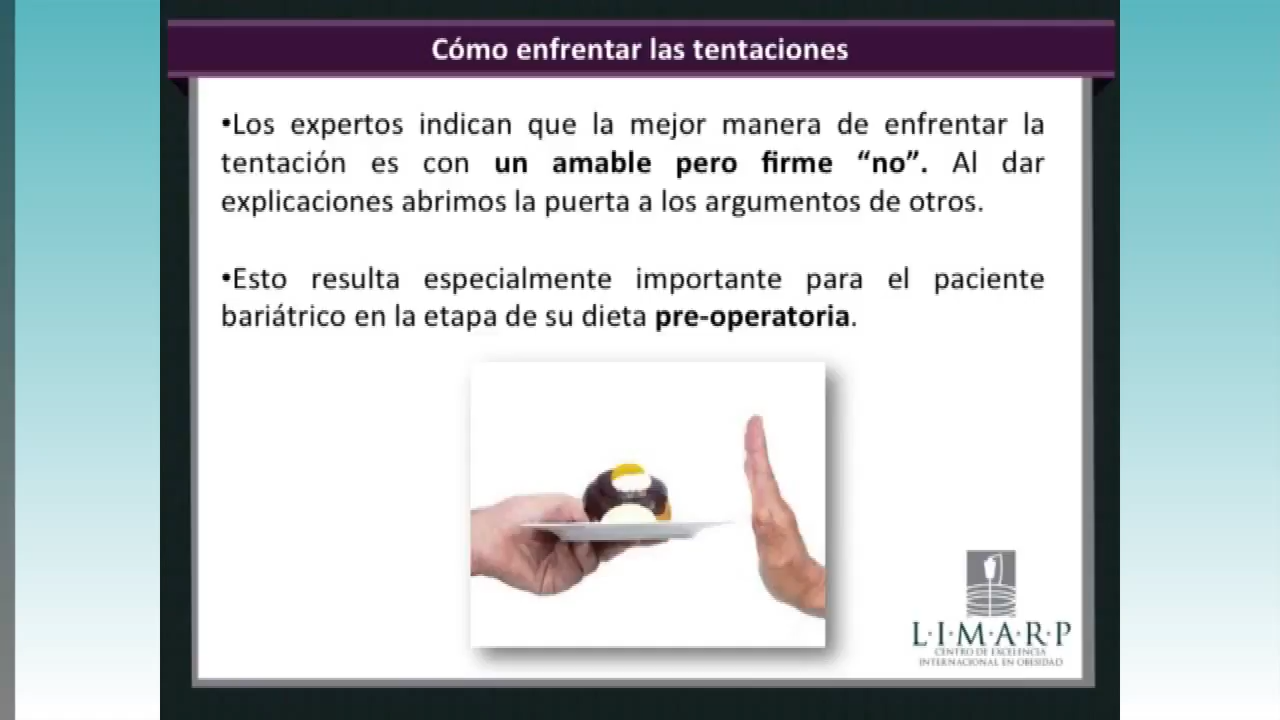 Cómo enfrentar las tentaciones
•Los expertos indican que la mejor manera de enfrentar la
tentación es con un amable pero firme “no”. Al dar
explicaciones abrimos la puerta a los argumentos de otros.
•Esto resulta especialmente importante para el paciente
bariátrico en la etapa de su dieta pre-operatoria.
L·I·M·A·R·P
CENTRO DE EXCELENCIA
INTERNACIONAL EN OBESIDAD